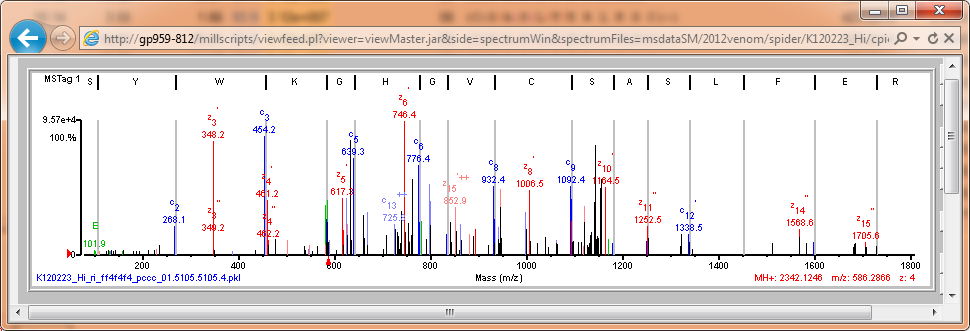 http://gp959-812/millscripts/viewfeed.pl?viewer=viewMaster.jar&side=spectrumWin&spectrumFiles=msdataSM/2012venom/spider/K120223_Hi/cpic
MSTag 1 S Y W K G H G V C S A S L F E R
9.57e+4
100.%
z3 ' 348.2
c3 454.2
c5 639.3
z6 ' 746.4
c6 776.4
c8 932.4
z8 ' 1006.5
c9 1092.4
z10 ' 1164.5
z4 ' 461.2
z5 ' 617.3
c13 ++ 725.
z15 '++ 852.9
E 101.9
c2 268.1
z3 " 349.2
z4 " 462.2
z11 " 1252.5
c12 ' 1338.5
z14 " 1568.6
z15 " 1705.6
200 400 600 800 1000 1200 1400 1600 1800
K120223_Hi_ri_f14f4f4_pccc_01.5105.5105.4.pkl Mass (m/z) MH+: 2342.1246 m/z: 586.2866 z: 4